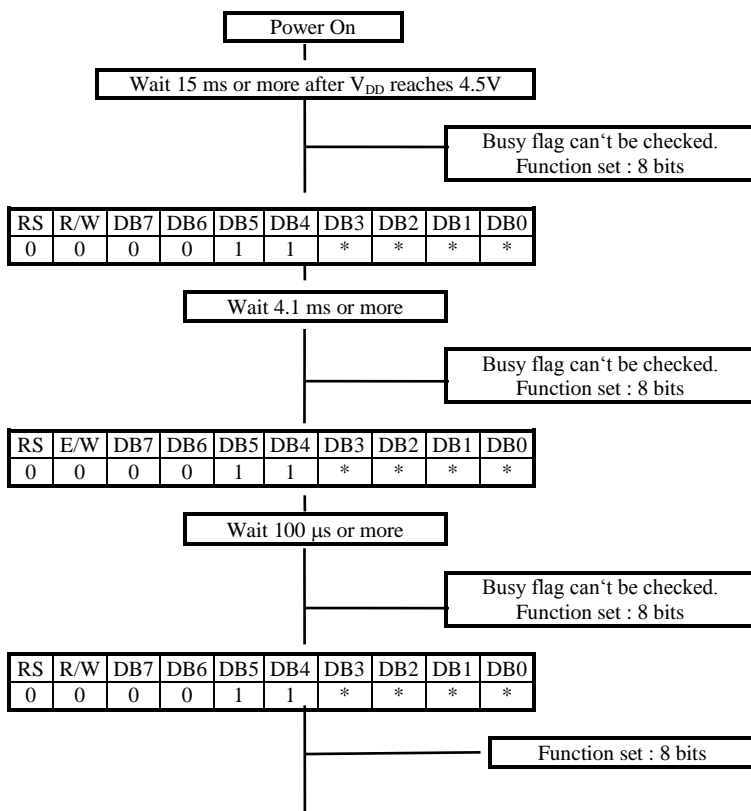 Power On
Wait 15 ms or more after VDD reaches 4.5V
Busy flag can‘t be checked.
Function set : 8 bits
RS R/W DB7 DB6 DB5 DB4 DB3 DB2 DB1 DB0
0 0 0 0 1 1 * * * *
Wait 4.1 ms or more
Busy flag can‘t be checked.
Function set : 8 bits
RS E/W DB7 DB6 DB5 DB4 DB3 DB2 DB1 DB0
0 0 0 0 1 1 * * * *
Wait 100 μs or more
Busy flag can‘t be checked.
Function set : 8 bits
RS R/W DB7 DB6 DB5 DB4 DB3 DB2 DB1 DB0
0 0 0 0 1 1 * * * *
Function set : 8 bits